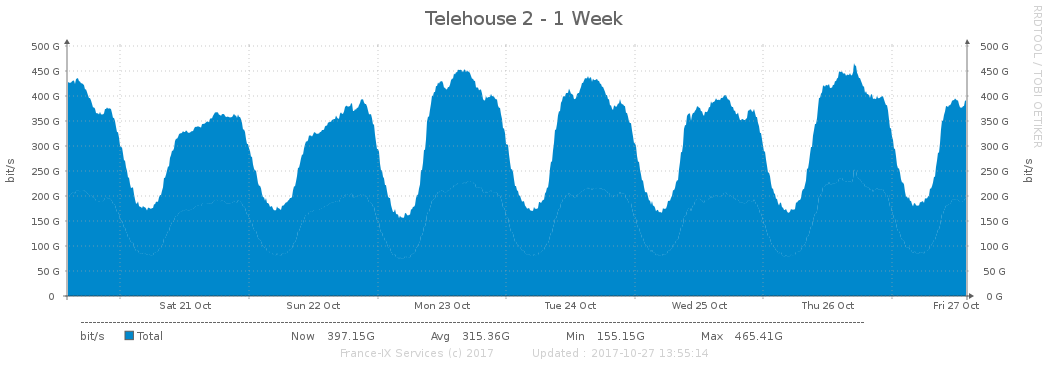 Telehouse 2 - 1 Week
RRDTOOL / TOBI OETIKER
500 G 500 G
450 G 450 G
400 G 400 G
350 G 350 G
300 G 300 G
250 G 250 G
200 G 200 G
150 G 150 G
100 G 100 G
50 G 50 G
0 0 G
bit/s bit/s
Sat 21 Oct Sun 22 Oct Mon 23 Oct Tue 24 Oct Wed 25 Oct Thu 26 Oct Fri 27 Oct
bit/s Total Now 397.15G Avg 315.36G Min 155.15G Max 465.41G
France-IX Services (c) 2017 Updated : 2017-10-27 13:55:14